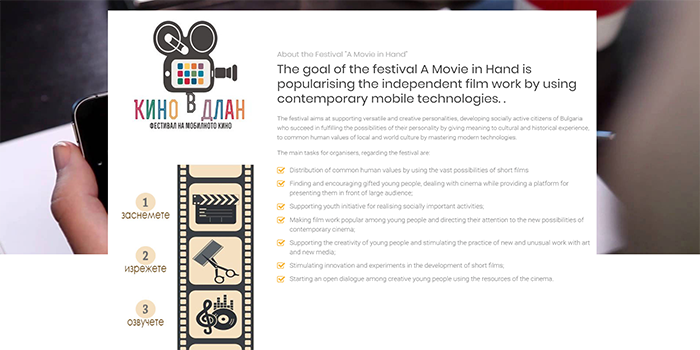 КИНО В ДЛАН
ФЕСТИВАЛ НА МОБИЛНОТО КИНО
1
заснемете
2
изрежете
3
озвучете
About the Festival "A Movie in Hand"
The goal of the festival A Movie in Hand is
popularising the independent film work by using
contemporary mobile technologies. .
The festival aims at supporting versatile and creative personalities, developing socially active citizens of Bulgaria
who succeed in fulfilling the possibilities of their personality by giving meaning to cultural and historical experience,
to common human values of local and world culture by mastering modern technologies.
The main tasks for organisers, regarding the festival are:
Distribution of common human values by using the vast possibilities of short films
Finding and encouraging gifted young people, dealing with cinema while providing a platform for
presenting them in front of large audience;
Supporting youth initiative for realising socially important activities;
Making film work popular among young people and directing their attention to the new possibilities of
contemporary cinema;
Supporting the creativity of young people and stimulating the practice of new and unusual work with art
and new media;
Stimulating innovation and experiments in the development of short films;
Starting an open dialogue among creative young people using the resources of the cinema.